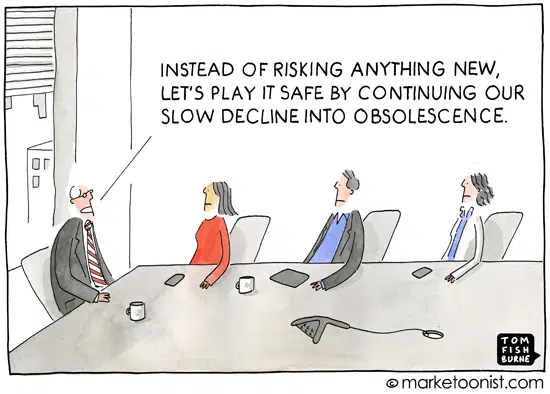 INSTEAD OF RISKING ANYTHING NEW,
LET'S PLAY IT SAFE BY CONTINUING OUR
SLOW DECLINE INTO OBSOLESCENCE.
TOM
FISH
BURNE
© marketoonist.com